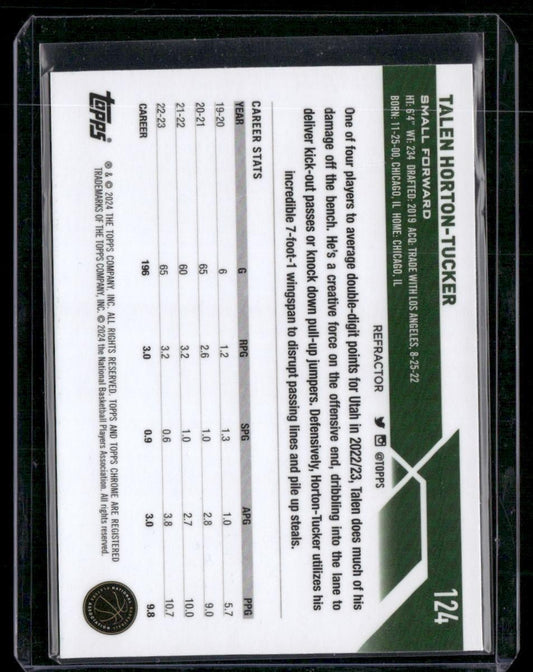 TALEN HORTON-TUCKER
124
SMALL FORWARD
HT: 6'4" WT: 234 DRAFTED: 2019 ACQ: TRADE WITH LOS ANGELES, 8-25-22
BORN: 11-25-00, CHICAGO, IL HOME: CHICAGO, IL
REFRACTOR @TOPPS
One of four players to average double-digit points for Utah in 2022/23, Talen does much of his
damage off the bench. He's a creative force on the offensive end, dribbling into the lane to
deliver kick-out passes or knock down pull-up jumpers. Defensively, Horton-Tucker utilizes his
incredible 7-foot-1 wingspan to disrupt passing lines and pile up steals.
CAREER STATS
YEAR G RPG SPG APG PPG
19-20 6 1.2 1.3 1.0 5.7
20-21 65 2.6 1.0 2.8 9.0
21-22 60 3.2 1.0 2.7 10.0
22-23 65 3.2 0.6 3.8 10.7
CAREER 196 3.0 0.9 3.0 9.8
topps
® & © 2024 THE TOPPS COMPANY, INC. ALL RIGHTS RESERVED. TOPPS AND TOPPS CHROME ARE REGISTERED
TRADEMARKS OF THE TOPPS COMPANY, INC. © 2024 the National Basketball Players Association. All rights reserved.